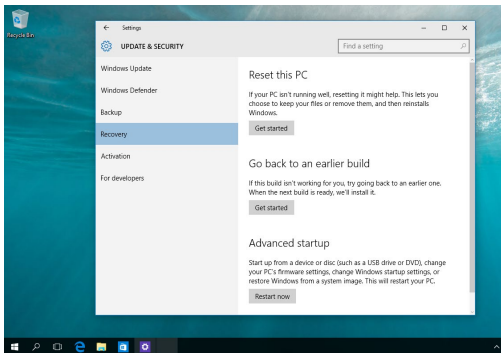 Recycle Bin
Settings
UPDATE & SECURITY
Find a setting
Windows Update
Windows Defender
Backup
Recovery
Activation
For developers
Reset this PC
If your PC isn't running well, resetting it might help. This lets you
choose to keep your files or remove them, and then reinstalls
Windows.
Get started
Go back to an earlier build
If this build isn't working for you, try going back to an earlier one.
When the next build is ready, we'll install it.
Get started
Advanced startup
Start up from a device or disc (such as a USB drive or DVD), change
your PC's firmware settings, change Windows startup settings, or
restore Windows from a system image. This will restart your PC.
Restart now